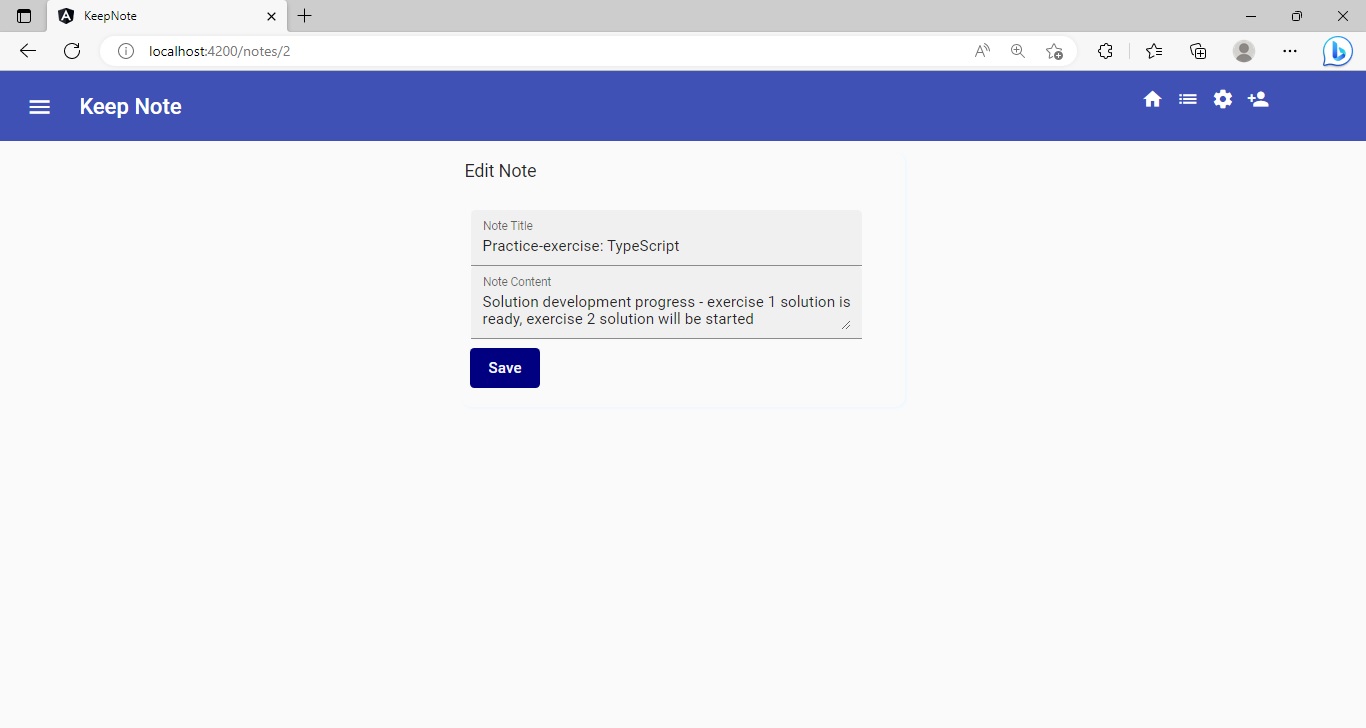 KeepNote
localhost:4200/notes/2
Keep Note
Edit Note
Note Title
Practice-exercise: TypeScript
Note Content
Solution development progress - exercise 1 solution is
ready, exercise 2 solution will be started
Save